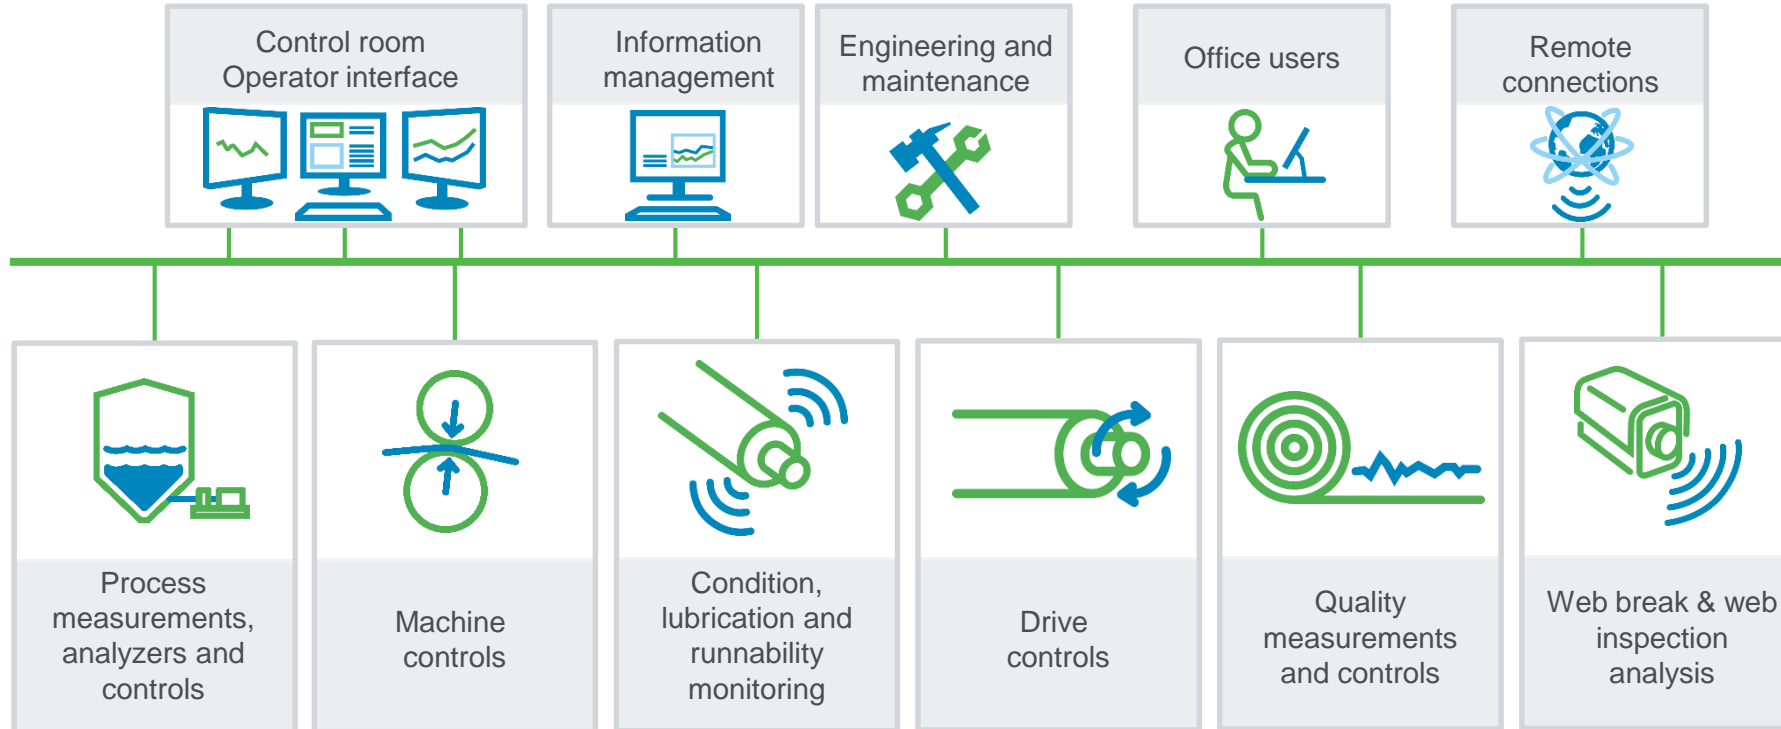 Control room
Operator interface
Information
management
Engineering and
maintenance
Office users
Remote
connections
Process
measurements,
analyzers and
controls
Machine
controls
Condition,
lubrication and
runnability
monitoring
Drive
controls
Quality
measurements
and controls
Web break & web
inspection
analysis